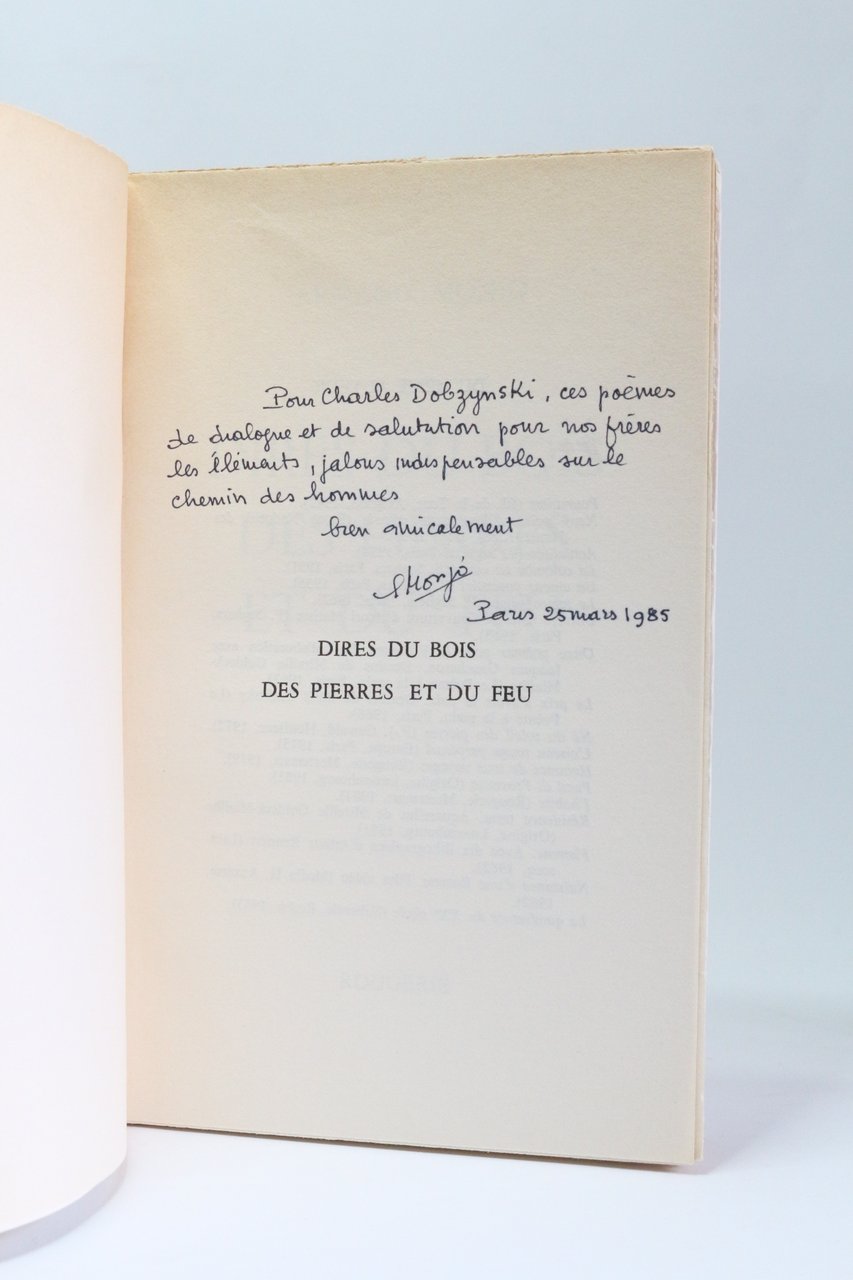 Pour Charles Dobzynski, ces poèmes
de dialogue et de salutation pour nos frères
les éléments, jalons indispensables sur le
chemin des hommes
bien amicalement
Paris 25 mars 1985
DIRES DU BOIS
DES PIERRES ET DU FEU